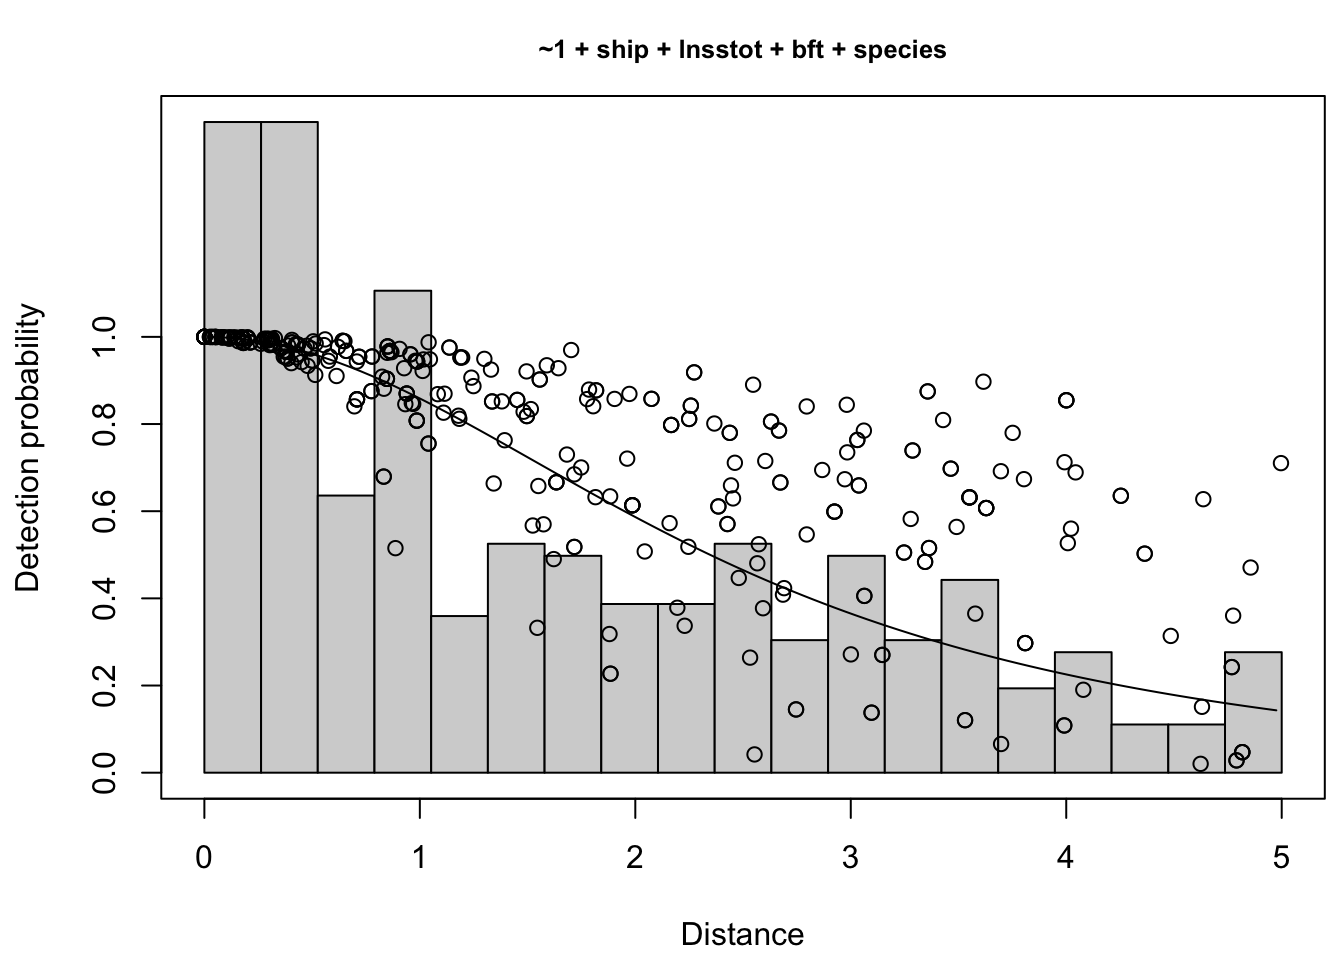 ~1 + ship + lnsstot + bft + species
Detection probability
1.0
0.8
0.6
0.4
0.2
0.0
0 1 2 3 4 5
Distance